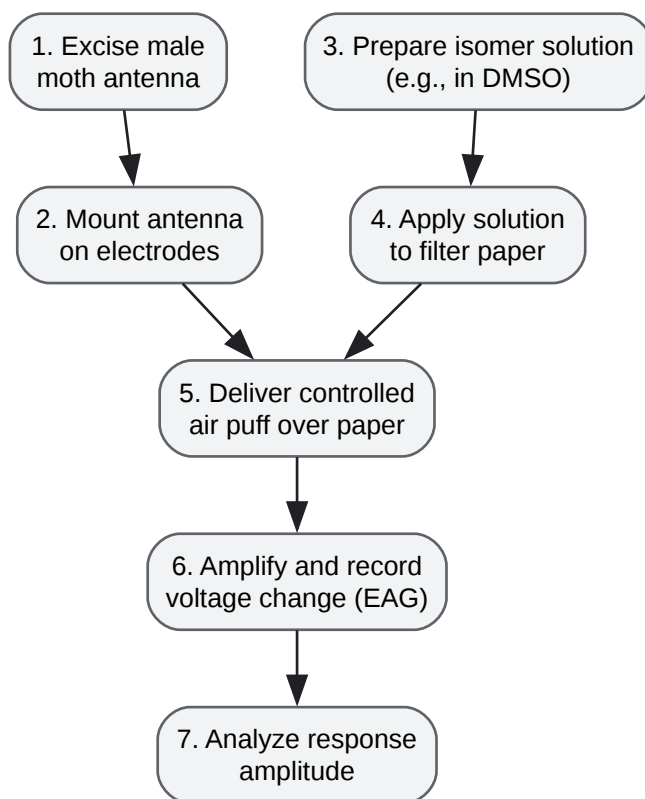 1. Excise male
moth antenna
3. Prepare isomer solution
(e.g., in DMSO)
2. Mount antenna
on electrodes
4. Apply solution
to filter paper
5. Deliver controlled
air puff over paper
6. Amplify and record
voltage change (EAG)
7. Analyze response
amplitude